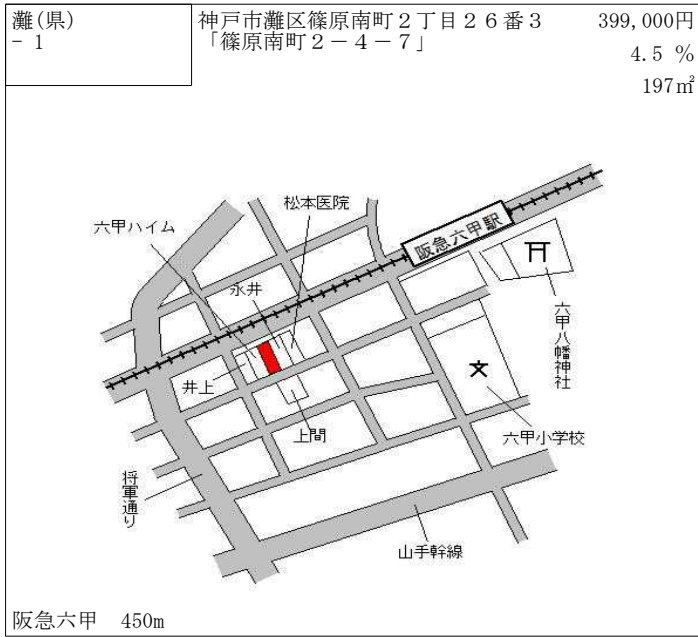 灘(県)
- 1
神戸市灘区篠原南町２丁目２６番３
「篠原南町２－４－７」
399,000円
4.5 %
197㎡
松本医院
六甲ハイム
永井
阪急六甲駅
六甲八幡神社
井上
上間
六甲小学校
将軍通り
山手幹線
阪急六甲 450m